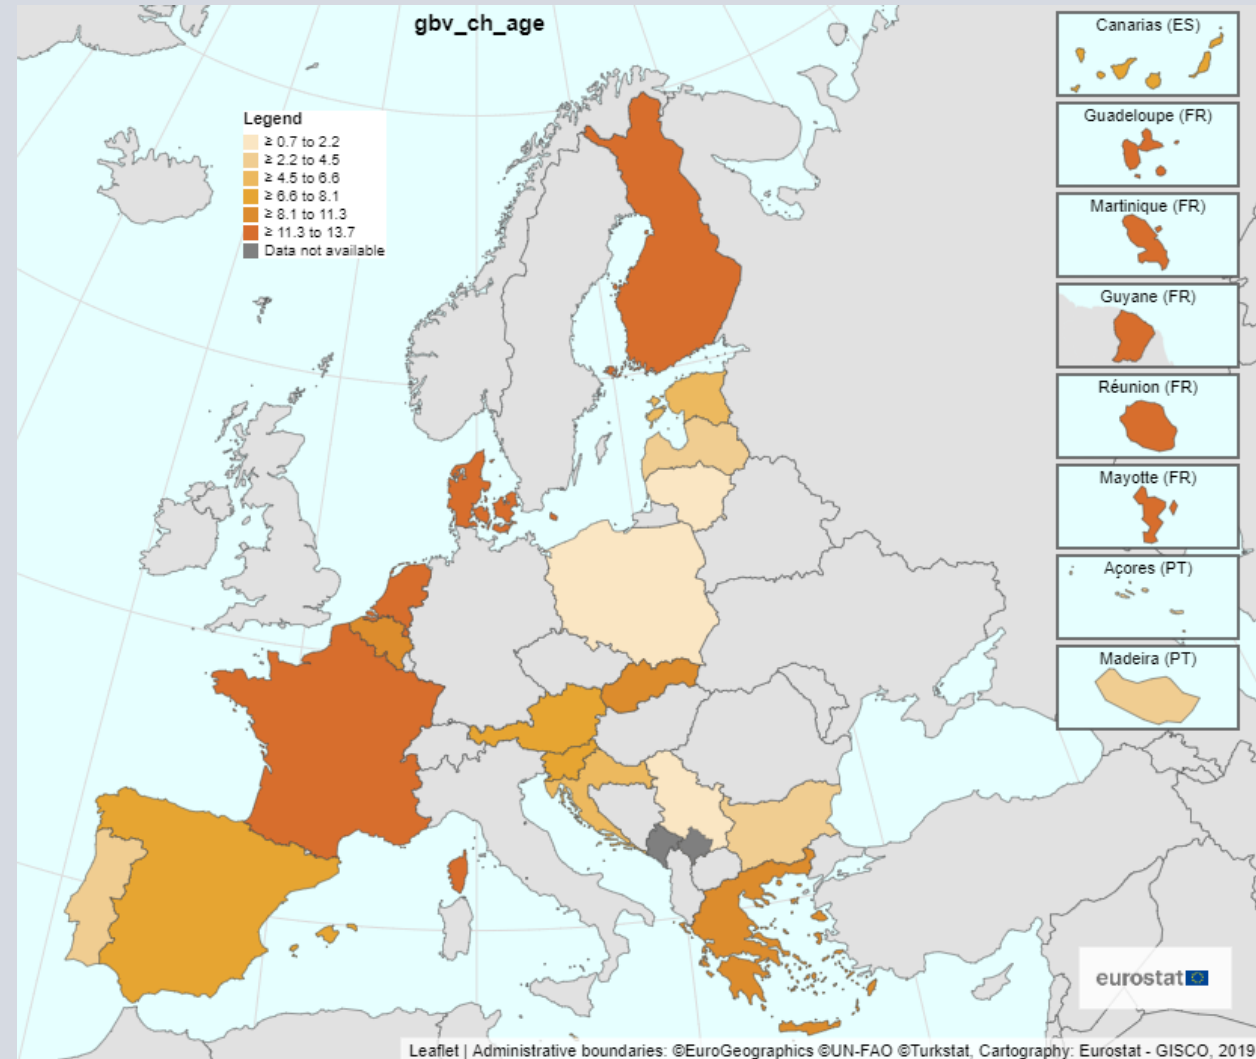 gbv_ch_age
Legend
≥ 0.7 to 2.2
≥ 2.2 to 4.5
≥ 4.5 to 6.6
≥ 6.6 to 8.1
≥ 8.1 to 11.3
≥ 11.3 to 13.7
Data not available
Canarias (ES)
Guadeloupe (FR)
Martinique (FR)
Guyane (FR)
Réunion (FR)
Mayotte (FR)
Açores (PT)
Madeira (PT)
eurostat
Leaflet | Administrative boundaries: ©EuroGeographics ©UN-FAO ©Turkstat, Cartography: Eurostat - GISCO, 2019